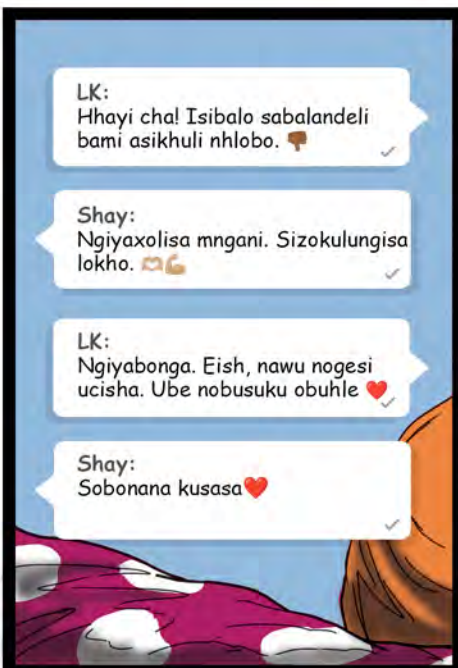 LK:
Hhayi cha! Isibalo sabalandeli
bami asikhuli nhlobo. 👎🏾
Shay:
Ngiyaxolisa mngani. Sizokulungisa
lokho. 🫶🏼💪🏼
LK:
Ngiyabonga. Eish, nawu nogesi
ucisha. Ube nobusuku obuhle ❤️
Shay:
Sobonana kusasa❤️